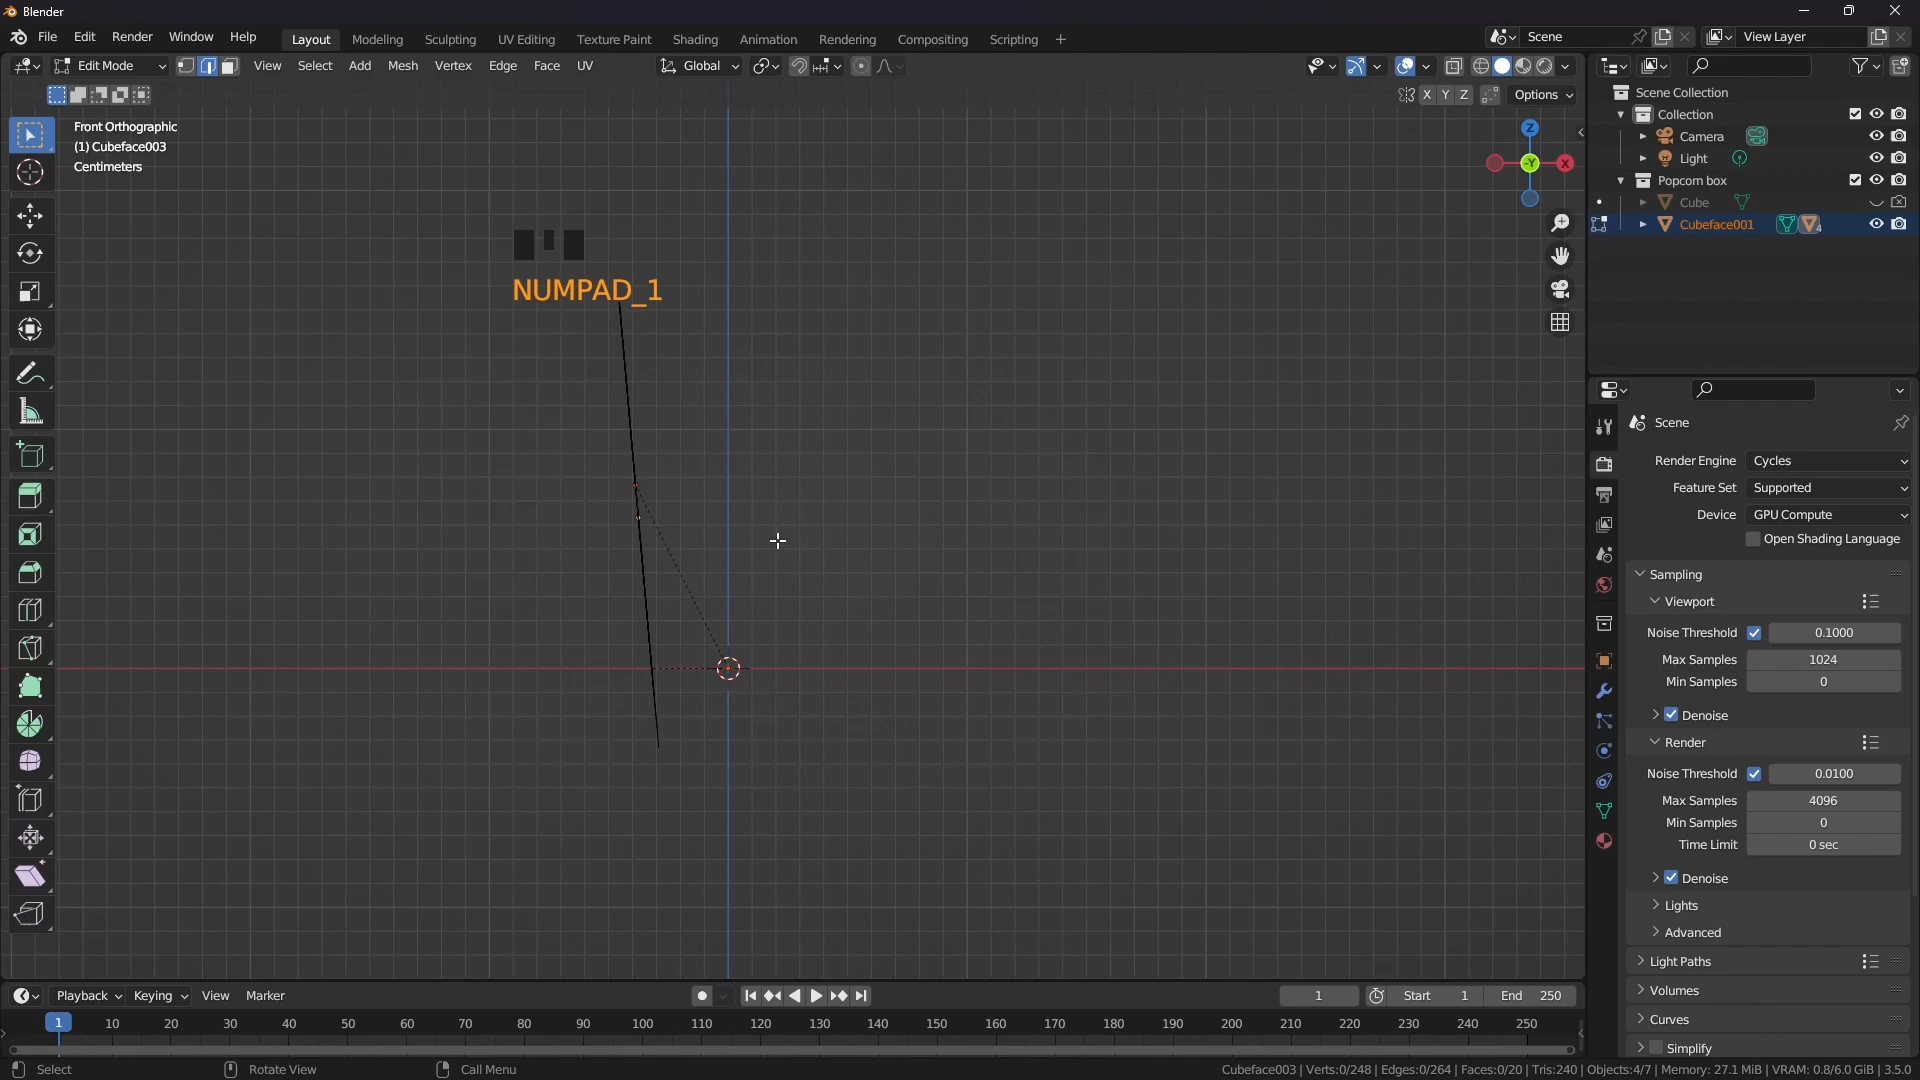 Blender
File Edit Render Window Help Layout Modeling Sculpting UV Editing Texture Paint Shading Animation Rendering Compositing Scripting Scene View Layer
Edit Mode View Select Add Mesh Vertex Edge Face UV Global
X Y Z Options
Front Orthographic
(1) Cubeface003
Centimeters
Z
-Y X
NUMPAD_1
Scene Collection
Collection
Camera
Light
Popcorn box
Cube
Cubeface001 4
Scene
Render Engine Cycles
Feature Set Supported
Device GPU Compute
Open Shading Language
Sampling
Viewport
Noise Threshold 0.1000
Max Samples 1024
Min Samples 0
Denoise
Render
Noise Threshold 0.0100
Max Samples 4096
Min Samples 0
Time Limit 0 sec
Denoise
Lights
Advanced
Light Paths
Volumes
Curves
Simplify
Playback Keying View Marker 1 Start 1 End 250
1 10 20 30 40 50 60 70 80 90 100 110 120 130 140 150 160 170 180 190 200 210 220 230 240 250
Select Rotate View Call Menu Cubeface003 | Verts:0/248 | Edges:0/264 | Faces:0/20 | Tris:240 | Objects:4/7 | Memory: 27.1 MiB | VRAM: 0.8/6.0 GiB | 3.5.0